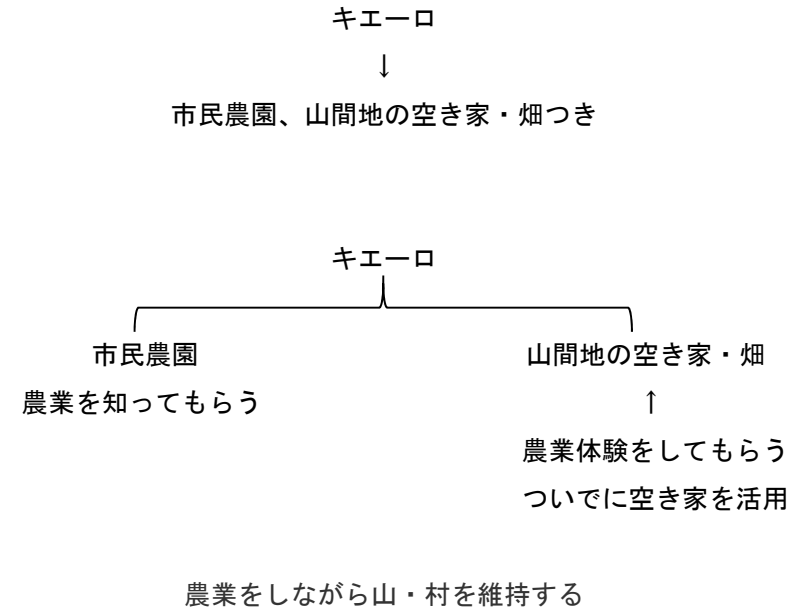 キエーロ
↓
市民農園、山間地の空き家・畑つき
キエーロ
市民農園
山間地の空き家・畑
農業を知ってもらう
↑
農業体験をしてもらう
ついでに空き家を活用
農業をしながら山・村を維持する